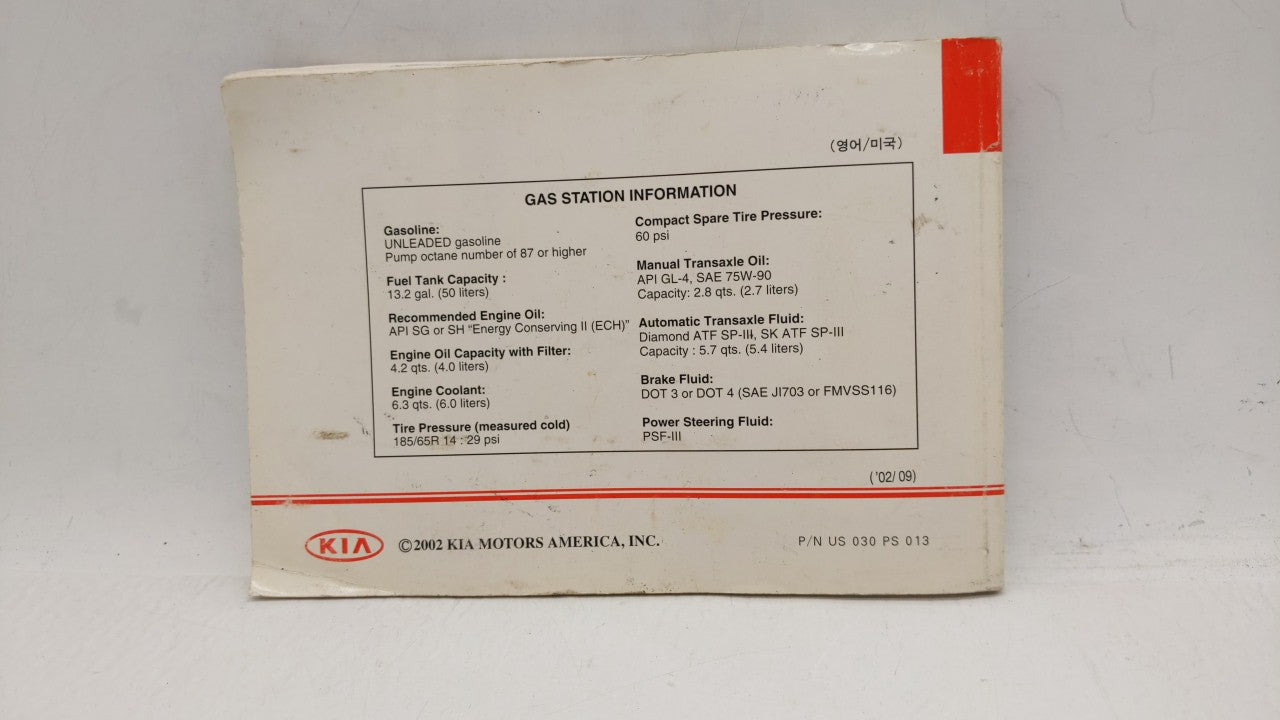 (영어/미국)
GAS STATION INFORMATION
Gasoline:
UNLEADED gasoline
Pump octane number of 87 or higher
Fuel Tank Capacity :
13.2 gal. (50 liters)
Recommended Engine Oil:
API SG or SH “Energy Conserving II (ECH)”
Engine Oil Capacity with Filter:
4.2 qts. (4.0 liters)
Engine Coolant:
6.3 qts. (6.0 liters)
Tire Pressure (measured cold)
185/65R 14 : 29 psi
Compact Spare Tire Pressure:
60 psi
Manual Transaxle Oil:
API GL-4, SAE 75W-90
Capacity: 2.8 qts. (2.7 liters)
Automatic Transaxle Fluid:
Diamond ATF SP-III, SK ATF SP-III
Capacity : 5.7 qts. (5.4 liters)
Brake Fluid:
DOT 3 or DOT 4 (SAE JI703 or FMVSS116)
Power Steering Fluid:
PSF-III
('02/ 09)
KIA ©2002 KIA MOTORS AMERICA, INC. P/N US 030 PS 013